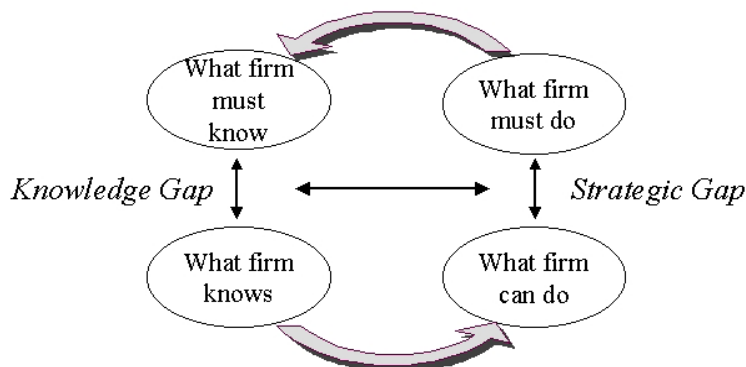 What firm
must
know
What firm
must do
Knowledge Gap
Strategic Gap
What firm
knows
What firm
can do